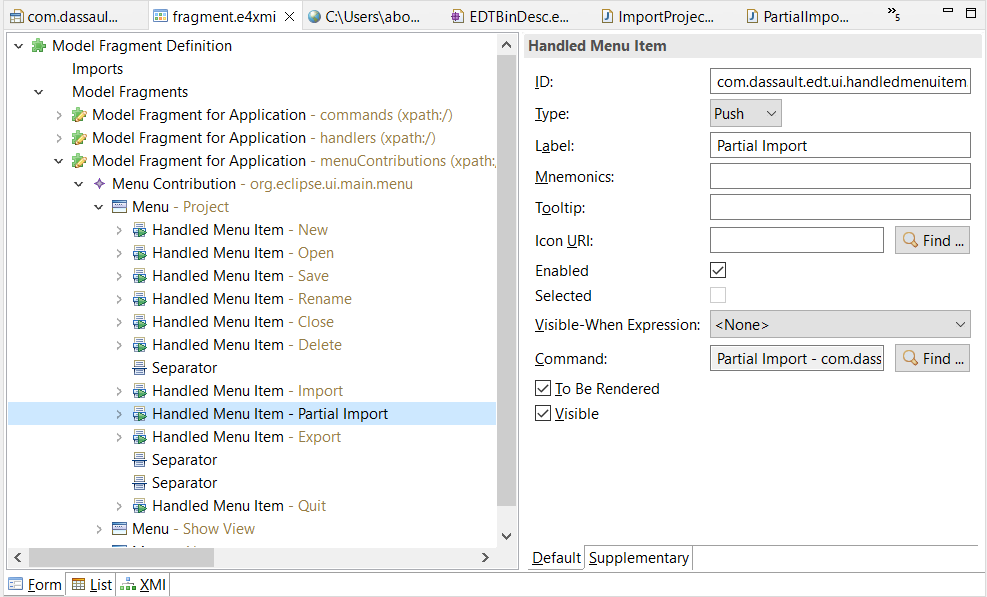 com.dassaul...
fragment.e4xmi
C:\Users\abo...
EDTBinDesc.e...
ImportProjec...
PartialImpo...
»5
Model Fragment Definition
Imports
Model Fragments
Model Fragment for Application - commands (xpath:/)
Model Fragment for Application - handlers (xpath:/)
Model Fragment for Application - menuContributions (xpath:
Menu Contribution - org.eclipse.ui.main.menu
Menu - Project
Handled Menu Item - New
Handled Menu Item - Open
Handled Menu Item - Save
Handled Menu Item - Rename
Handled Menu Item - Close
Handled Menu Item - Delete
Separator
Handled Menu Item - Import
Handled Menu Item - Partial Import
Handled Menu Item - Export
Separator
Separator
Handled Menu Item - Quit
Menu - Show View
Handled Menu Item
ID: com.dassault.edt.ui.handledmenuitem
Type: Push
Label: Partial Import
Mnemonics:
Tooltip:
Icon URI: Find ...
Enabled
Selected
Visible-When Expression: <None>
Command: Partial Import - com.dass Find ...
To Be Rendered
Visible
Default Supplementary
Form List XMI